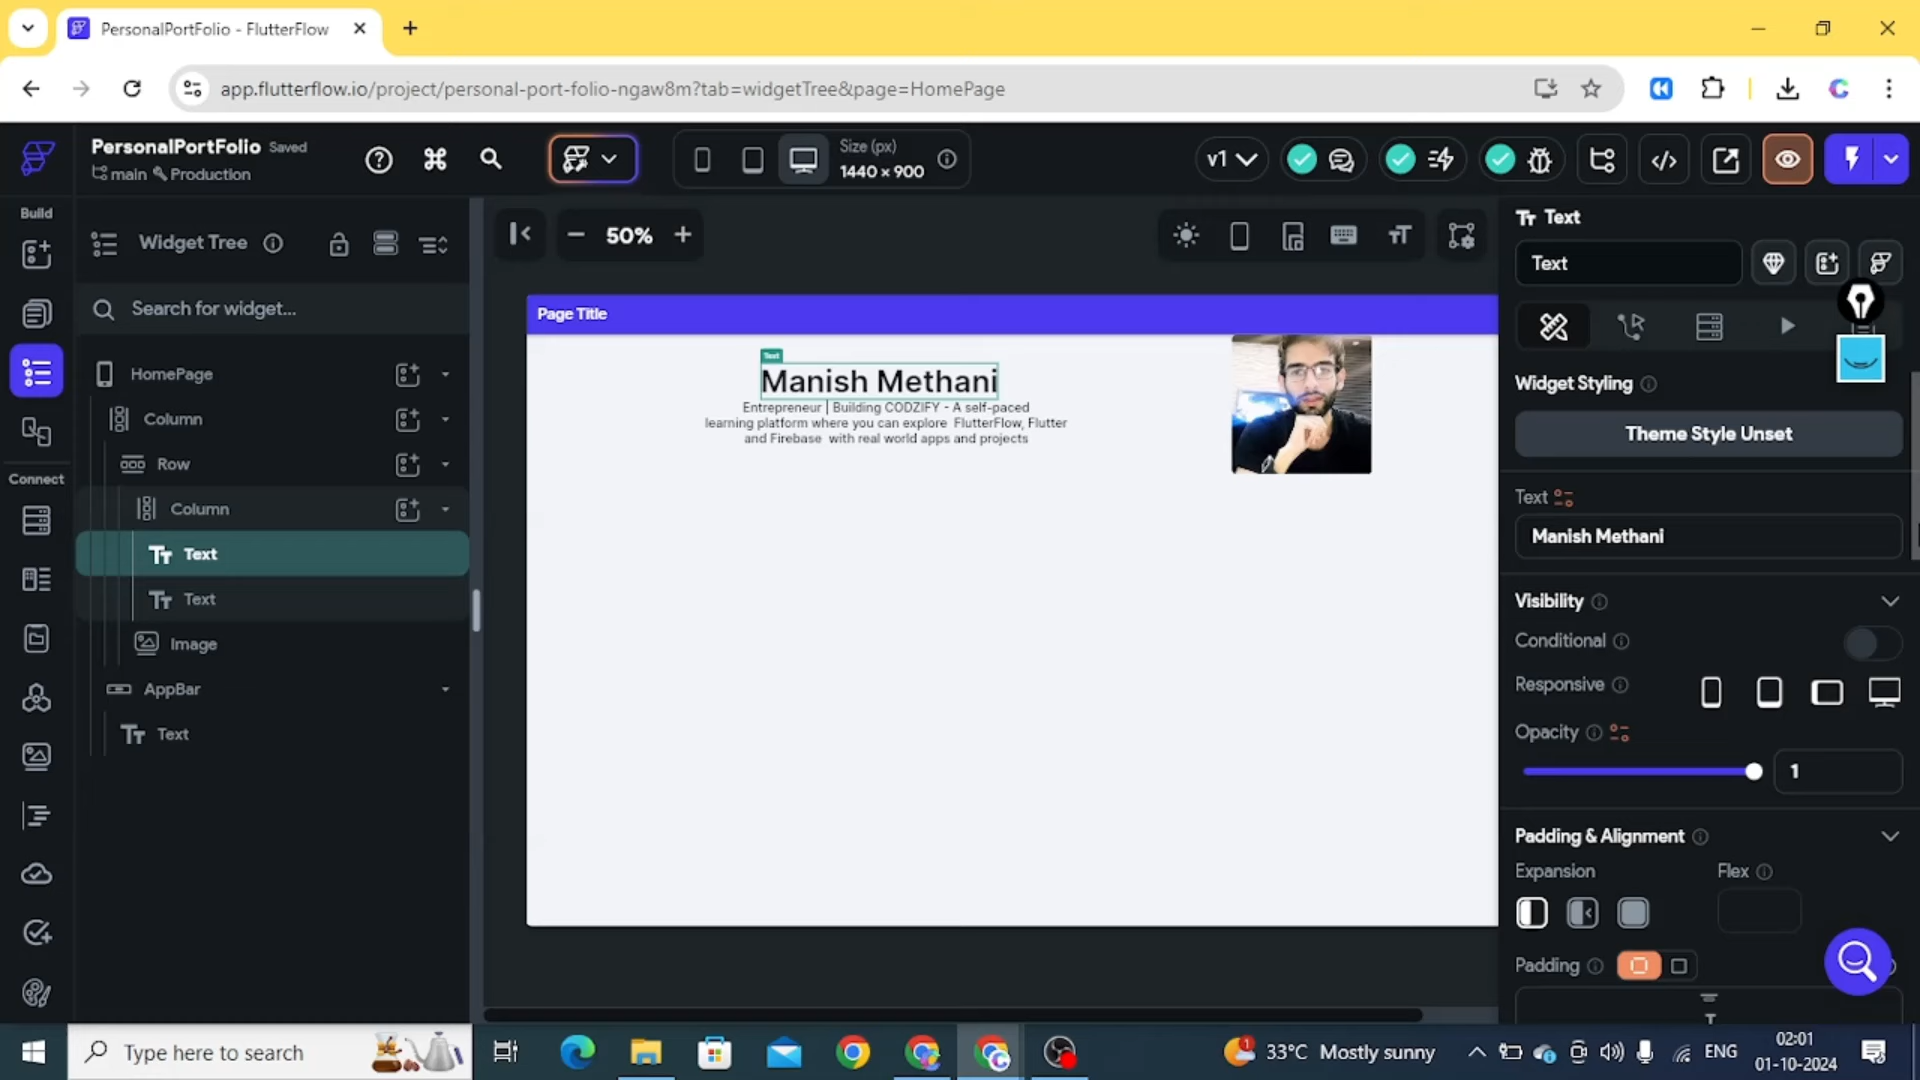 PersonalPortFolio - FlutterFlow
app.flutterflow.io/project/personal-port-folio-ngaw8m?tab=widgetTree&page=HomePage
PersonalPortFolio Saved
main Production
Size (px)
1440 × 900
v1
Build
Widget Tree
50%
Text
Text
Search for widget...
Page Title
HomePage
Text
Manish Methani
Entrepreneur | Building CODZIFY - A self-paced
learning platform where you can explore FlutterFlow, Flutter
and Firebase with real world apps and projects
Widget Styling
Column
Theme Style Unset
Row
Connect
Text
Column
Manish Methani
Text
Text
Visibility
Image
Conditional
Responsive
AppBar
Opacity
Text
1
Padding & Alignment
Expansion
Flex
Padding
Type here to search
1
33°C Mostly sunny
ENG
02:01
01-10-2024